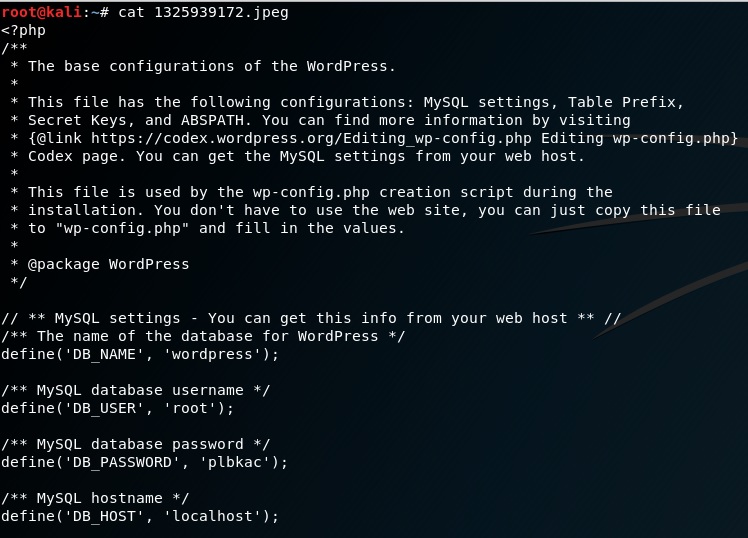 root@kali:~# cat 1325939172.jpeg
<?php
/**
 * The base configurations of the WordPress.
 *
 * This file has the following configurations: MySQL settings, Table Prefix,
 * Secret Keys, and ABSPATH. You can find more information by visiting
 * {@link https://codex.wordpress.org/Editing_wp-config.php Editing wp-config.php}
 * Codex page. You can get the MySQL settings from your web host.
 *
 * This file is used by the wp-config.php creation script during the
 * installation. You don't have to use the web site, you can just copy this file
 * to "wp-config.php" and fill in the values.
 *
 * @package WordPress
 */

// ** MySQL settings - You can get this info from your web host ** //
/** The name of the database for WordPress */
define('DB_NAME', 'wordpress');

/** MySQL database username */
define('DB_USER', 'root');

/** MySQL database password */
define('DB_PASSWORD', 'plbkac');

/** MySQL hostname */
define('DB_HOST', 'localhost');